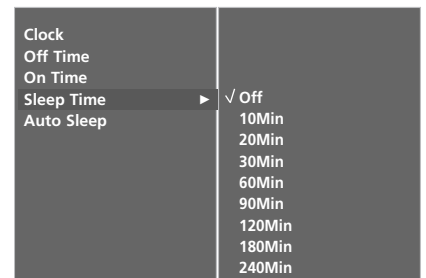 Clock
Off Time
On Time
Sleep Time ► √ Off
Auto Sleep
10Min
20Min
30Min
60Min
90Min
120Min
180Min
240Min